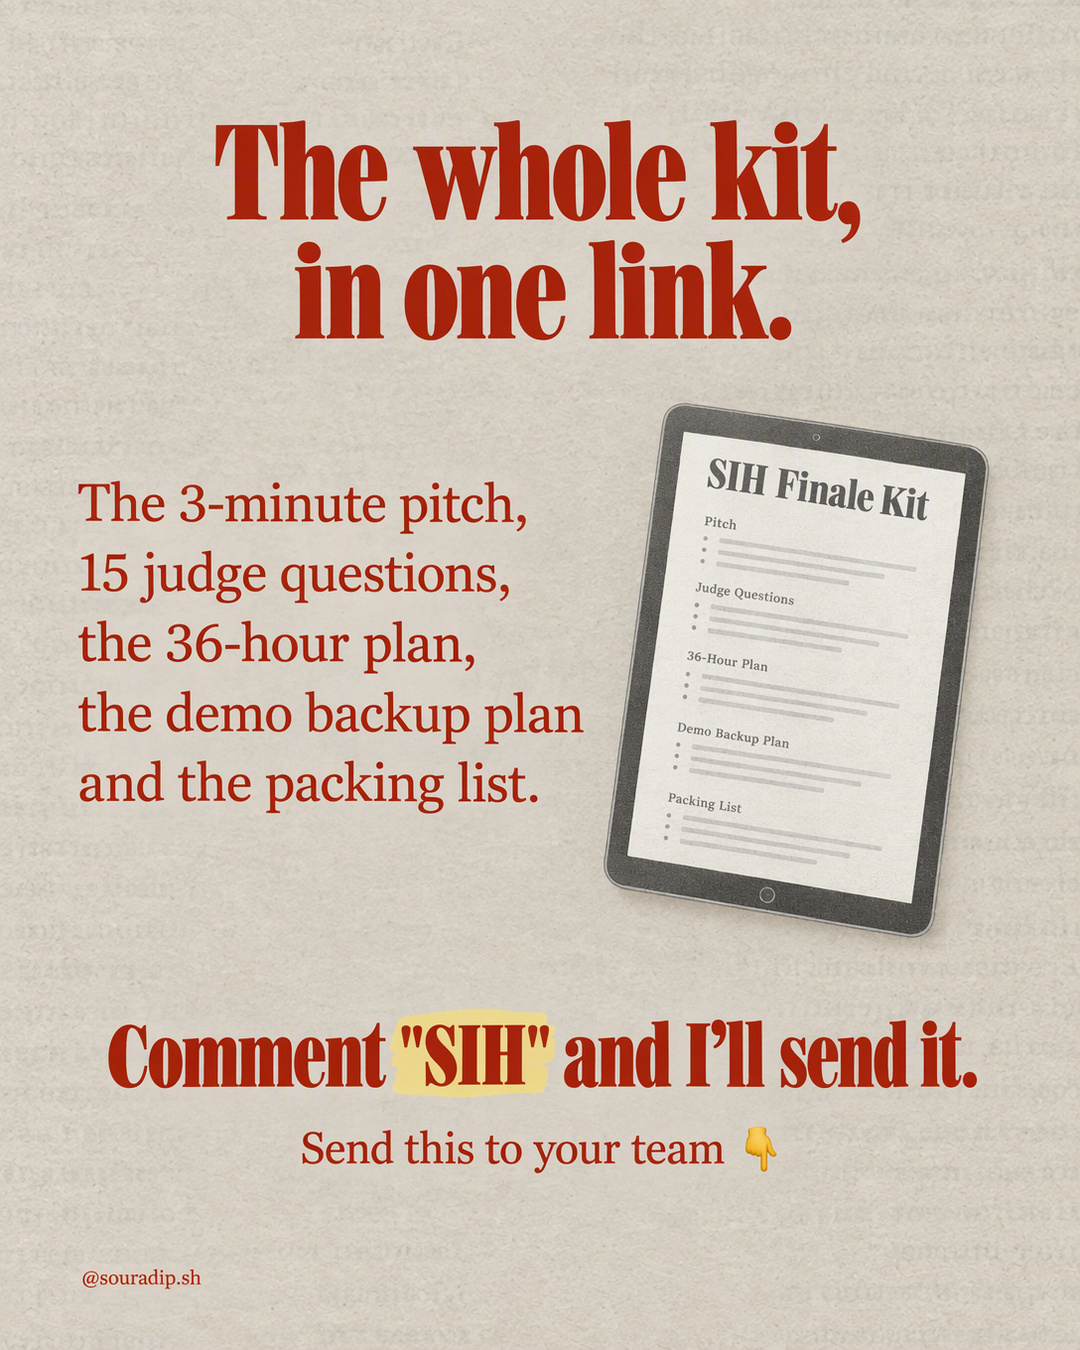 The whole kit,
in one link.
The 3-minute pitch,
15 judge questions,
the 36-hour plan,
the demo backup plan
and the packing list.
SIH Finale Kit
Pitch
Judge Questions
36-Hour Plan
Demo Backup Plan
Packing List
Comment "SIH" and I’ll send it.
Send this to your team 👇
@souradip.sh